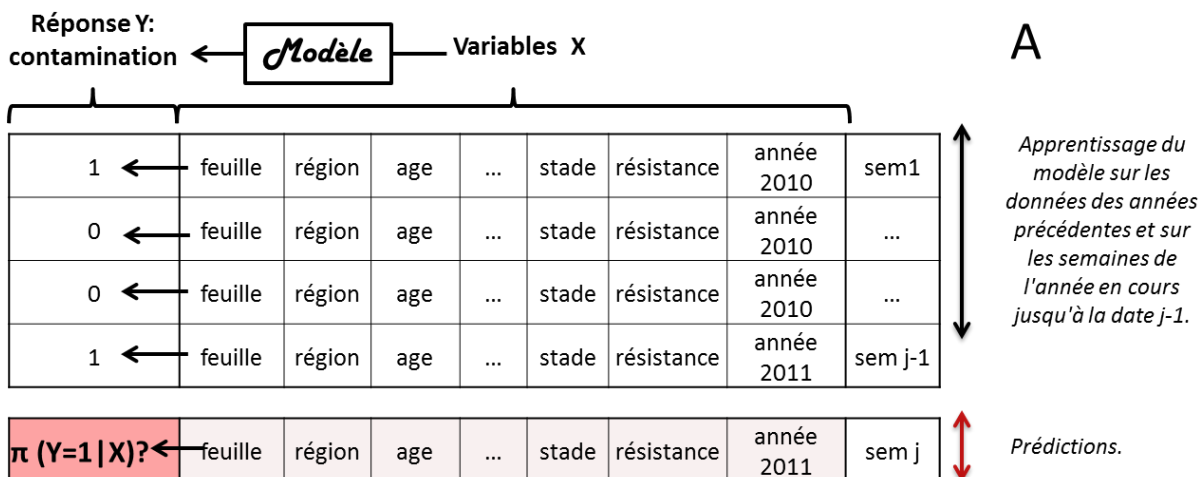 Réponse Y:
contamination
Modèle
Variables X
A
1 feuille région age ... stade résistance année 2010 sem1
0 feuille région age ... stade résistance année 2010 ...
0 feuille région age ... stade résistance année 2010 ...
1 feuille région age ... stade résistance année 2011 sem j-1
Apprentissage du
modèle sur les
données des années
précédentes et sur
les semaines de
l'année en cours
jusqu'à la date j-1.
π (Y=1|X)? feuille région age ... stade résistance année 2011 sem j
Prédictions.